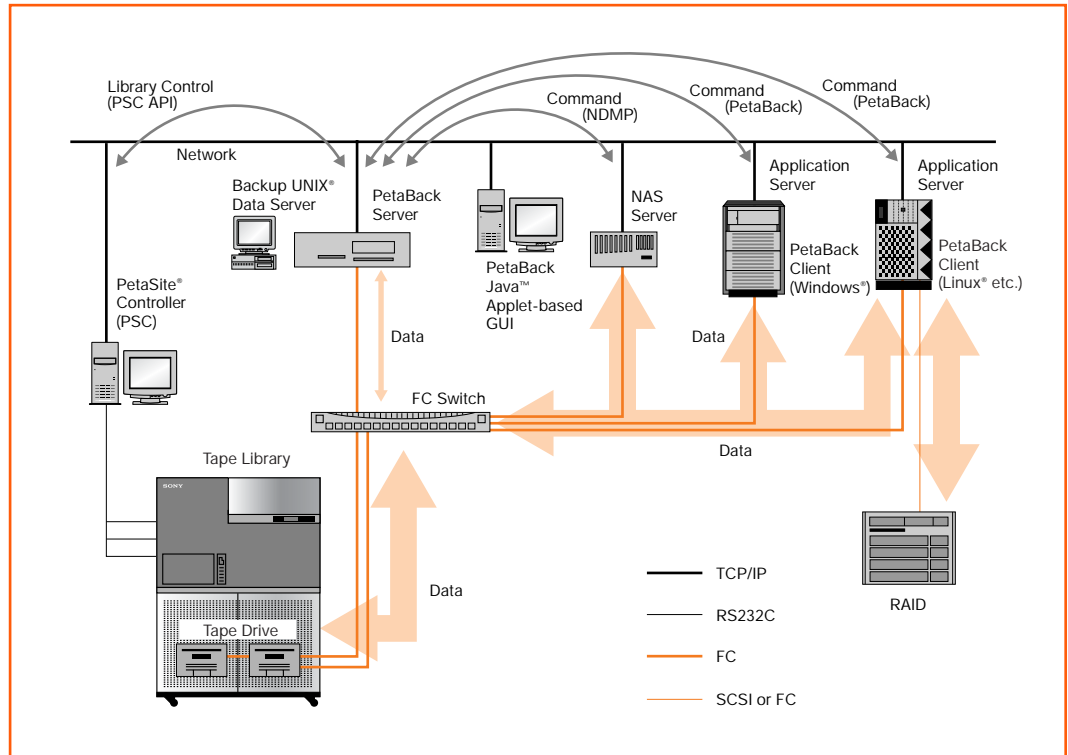 Library Control
(PSC API)
Command
(NDMP)
Command
(PetaBack)
Command
(PetaBack)
Network
Backup UNIX®
Data Server
PetaBack
Server
NAS
Server
Application
Server
Application
Server
PetaSite®
Controller
(PSC)
PetaBack
Java™
Applet-based
GUI
PetaBack
Client
(Windows®)
PetaBack
Client
(Linux® etc.)
Data
Data
FC Switch
Data
Tape Library
SONY
Data
Tape Drive
RAID
TCP/IP
RS232C
FC
SCSI or FC